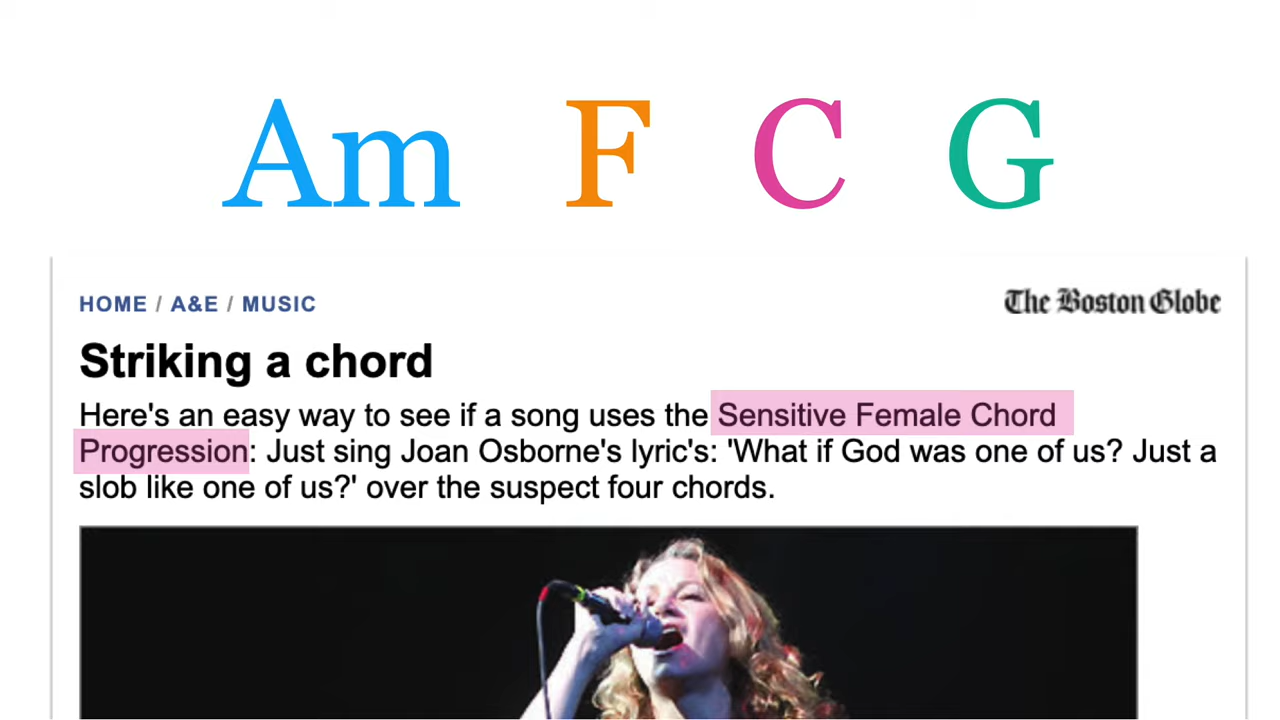 Am F C G
HOME / A&E / MUSIC The Boston Globe
Striking a chord
Here's an easy way to see if a song uses the Sensitive Female Chord
Progression: Just sing Joan Osborne's lyric's: 'What if God was one of us? Just a
slob like one of us?' over the suspect four chords.